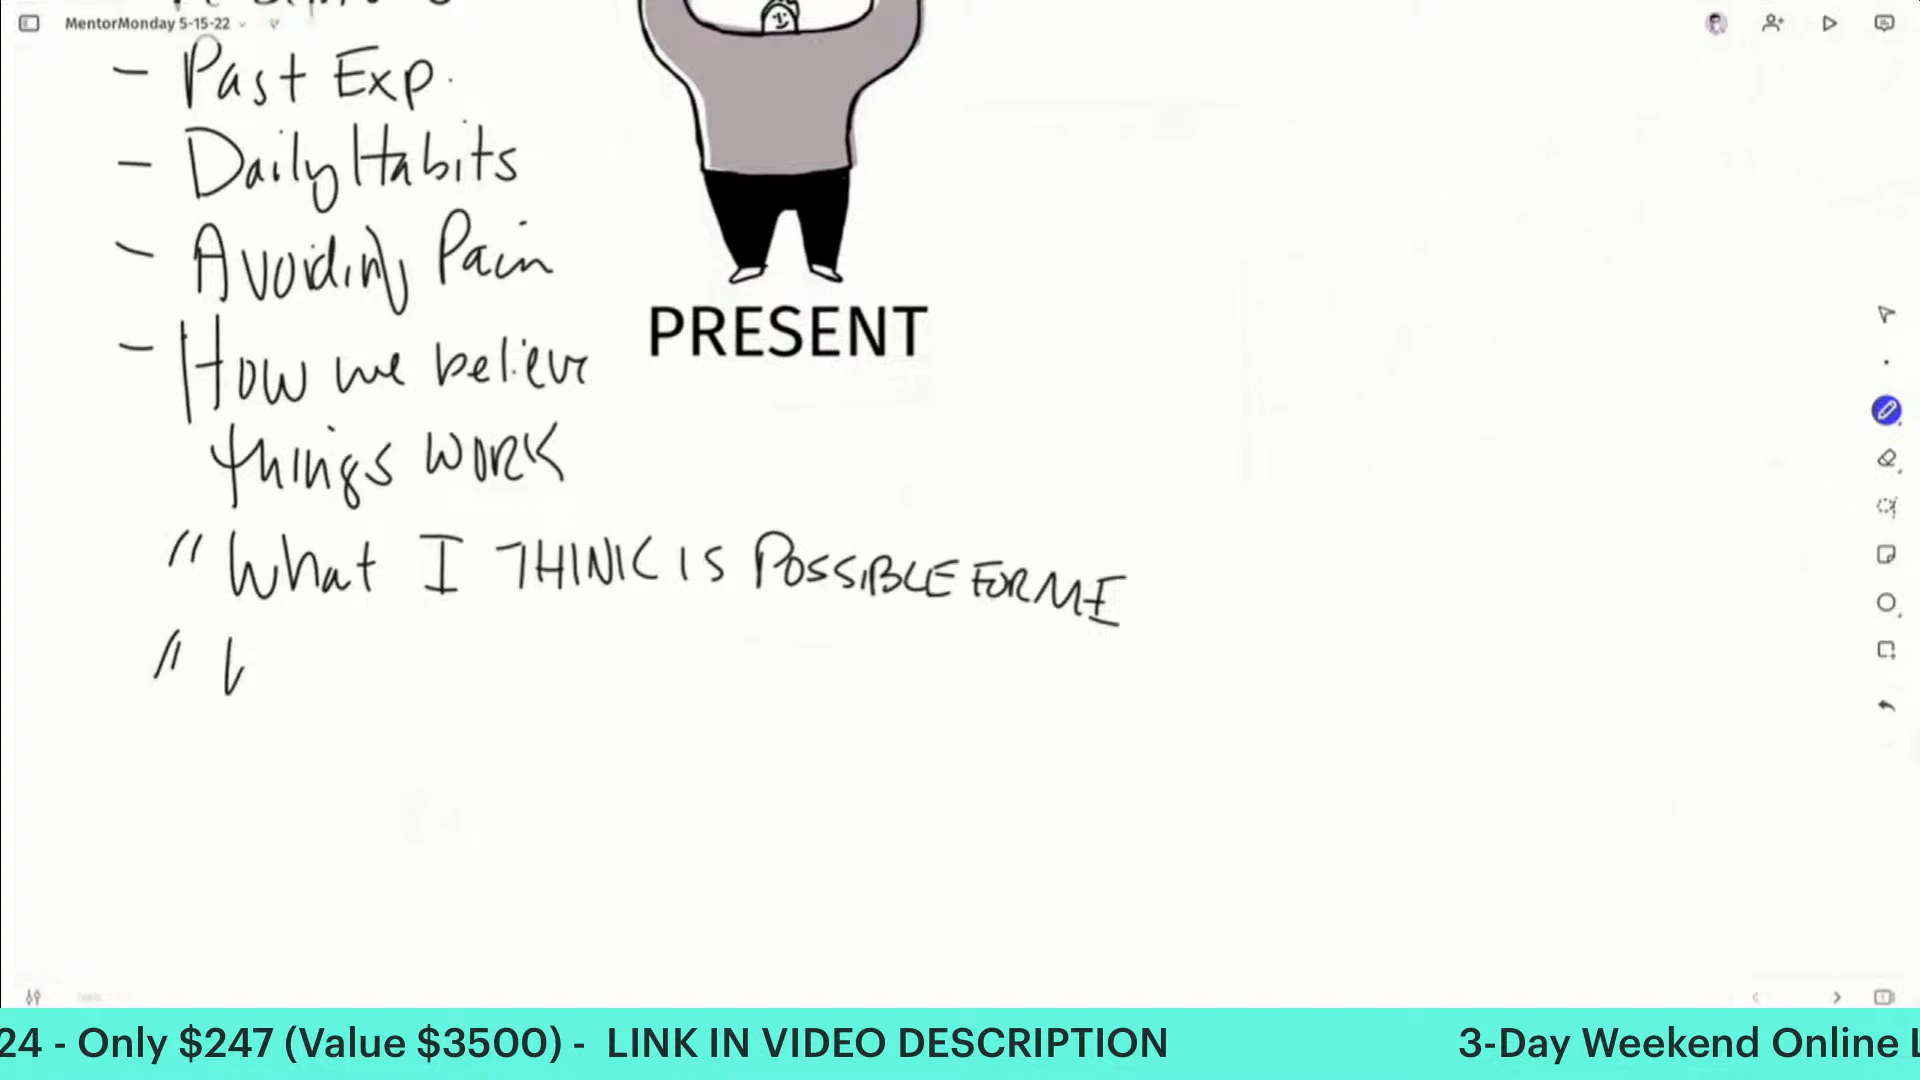 MentorMonday 5-15-22
- Past Exp.
- Daily Habits
- Avoiding Pain
- How we believe
things WORK
PRESENT
" What I THINK IS POSSIBLE FOR ME
"
24 - Only $247 (Value $3500) - LINK IN VIDEO DESCRIPTION 3-Day Weekend Online L